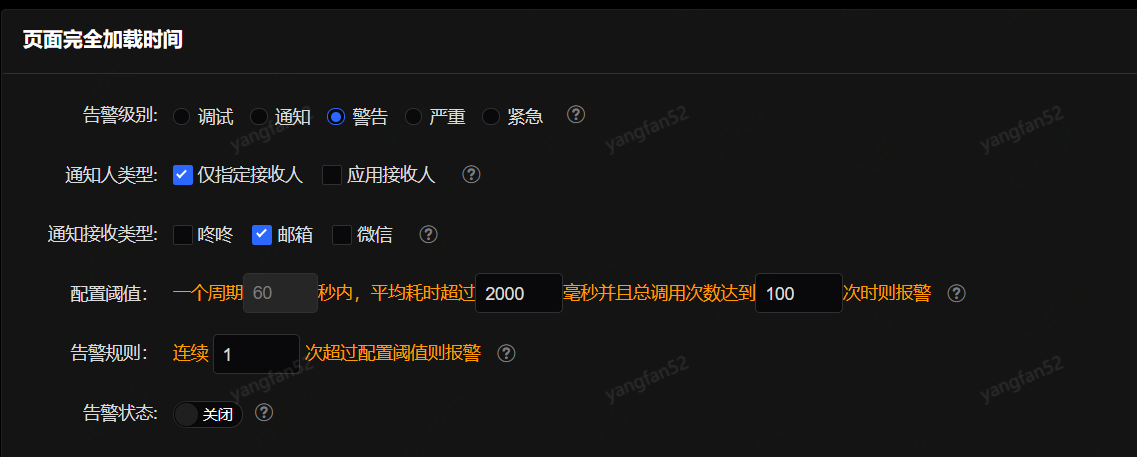 页面完全加载时间
告警级别: 调试 通知 警告 严重 紧急 ?
yangfan52 yangfan52 yangfan52
通知人类型: 仅指定接收人 应用接收人 ?
通知接收类型: 咚咚 邮箱 微信 ?
配置阈值: 一个周期 60 秒内，平均耗时超过 2000 毫秒并且总调用次数达到 100 次时则报警 ?
告警规则: 连续 1 次超过配置阈值则报警 ?
yangfan52 yangfan52 yangfan52
告警状态: 关闭 ?